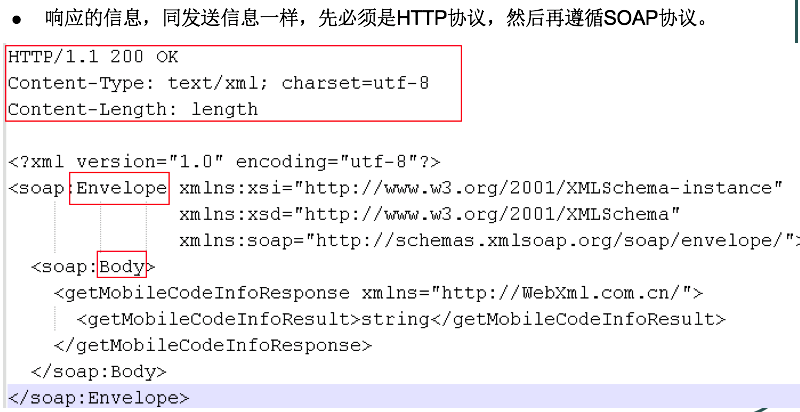 ● 响应的信息，同发送信息一样，先必须是HTTP协议，然后再遵循SOAP协议。
HTTP/1.1 200 OK
Content-Type: text/xml; charset=utf-8
Content-Length: length
<?xml version="1.0" encoding="utf-8"?>
<soap:Envelope xmlns:xsi="http://www.w3.org/2001/XMLSchema-instance"
xmlns:xsd="http://www.w3.org/2001/XMLSchema"
xmlns:soap="http://schemas.xmlsoap.org/soap/envelope/">
<soap:Body>
<getMobileCodeInfoResponse xmlns="http://WebXml.com.cn/">
<getMobileCodeInfoResult>string</getMobileCodeInfoResult>
</getMobileCodeInfoResponse>
</soap:Body>
</soap:Envelope>